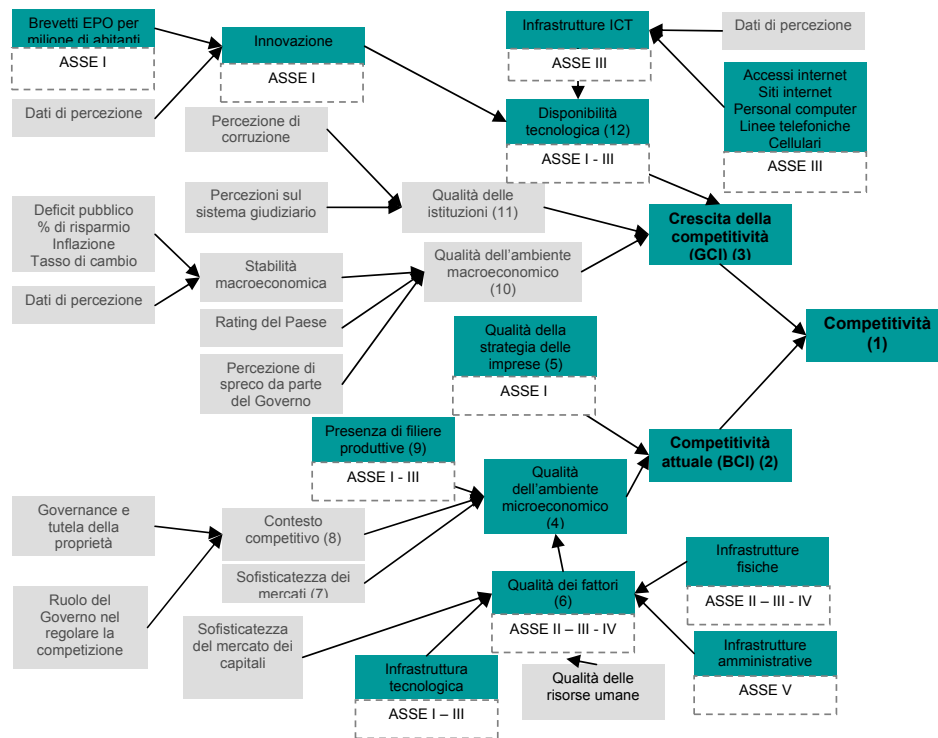 Brevetti EPO per
milione di abitanti
ASSE I
Dati di percezione
Innovazione
ASSE I
Infrastrutture ICT
ASSE III
Dati di percezione
Accessi internet
Siti internet
Personal computer
Linee telefoniche
Cellulari
ASSE III
Percezione di
corruzione
Disponibilità
tecnologica (12)
ASSE I - III
Percezioni sul
sistema giudiziario
Qualità delle
istituzioni (11)
Crescita della
competitività
(GCI) (3)
Deficit pubblico
% di risparmio
Inflazione
Tasso di cambio
Dati di percezione
Stabilità
macroeconomica
Qualità dell'ambiente
macroeconomico
(10)
Rating del Paese
Percezione di
spreco da parte
del Governo
Qualità della
strategia delle
imprese (5)
ASSE I
Competitività
(1)
Presenza di filiere
produttive (9)
ASSE I - III
Competitività
attuale (BCI) (2)
Qualità
dell'ambiente
microeconomico
(4)
Governance e
tutela della
proprietà
Contesto
competitivo (8)
Sofisticatezza dei
mercati (7)
Ruolo del
Governo nel
regolare la
competizione
Sofisticatezza
del mercato dei
capitali
Qualità dei fattori
(6)
ASSE II – III - IV
Infrastrutture
fisiche
ASSE II – III - IV
Infrastrutture
amministrative
ASSE V
Infrastruttura
tecnologica
ASSE I – III
Qualità delle
risorse umane